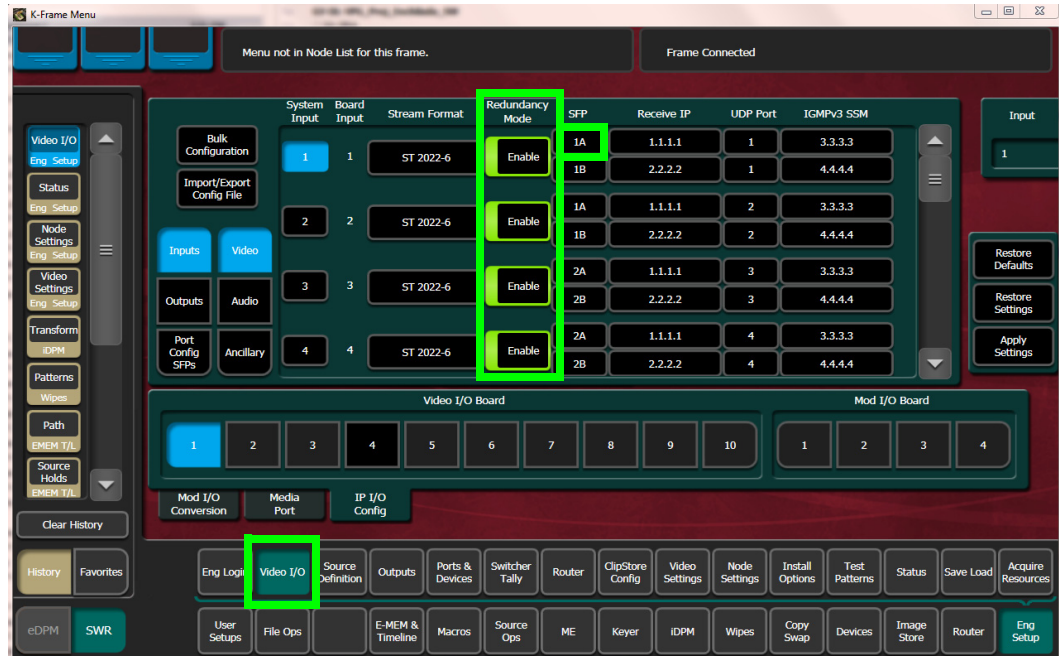 K-Frame Menu
Menu not in Node List for this frame.
Frame Connected
System Input
Board Input
Stream Format
Redundancy Mode
SFP
Receive IP
UDP Port
IGMPv3 SSM
Input
1
Video I/O
Eng Setup
Status
Eng Setup
Node Settings
Eng Setup
Video Settings
Eng Setup
Transform
iDPM
Patterns
Wipes
Path
EMEM T/L
Source Holds
EMEM T/L
Clear History
History
Favorites
eDPM
SWR
Bulk Configuration
Import/Export Config File
Inputs
Video
Outputs
Audio
Port Config SFPs
Ancillary
1 1 ST 2022-6 Enable
1A 1.1.1.1 1 3.3.3.3
1B 2.2.2.2 1 4.4.4.4
2 2 ST 2022-6 Enable
1A 1.1.1.1 2 3.3.3.3
1B 2.2.2.2 2 4.4.4.4
3 3 ST 2022-6 Enable
2A 1.1.1.1 3 3.3.3.3
2B 2.2.2.2 3 4.4.4.4
4 4 ST 2022-6 Enable
2A 1.1.1.1 4 3.3.3.3
2B 2.2.2.2 4 4.4.4.4
Restore Defaults
Restore Settings
Apply Settings
Video I/O Board
1 2 3 4 5 6 7 8 9 10
Mod I/O Board
1 2 3 4
Mod I/O Conversion
Media Port
IP I/O Config
Eng Login
Video I/O
Source Definition
Outputs
Ports & Devices
Switcher Tally
Router
ClipStore Config
Video Settings
Node Settings
Install Options
Test Patterns
Status
Save Load
Acquire Resources
User Setups
File Ops
E-MEM & Timeline
Macros
Source Ops
ME
Keyer
iDPM
Wipes
Copy Swap
Devices
Image Store
Router
Eng Setup